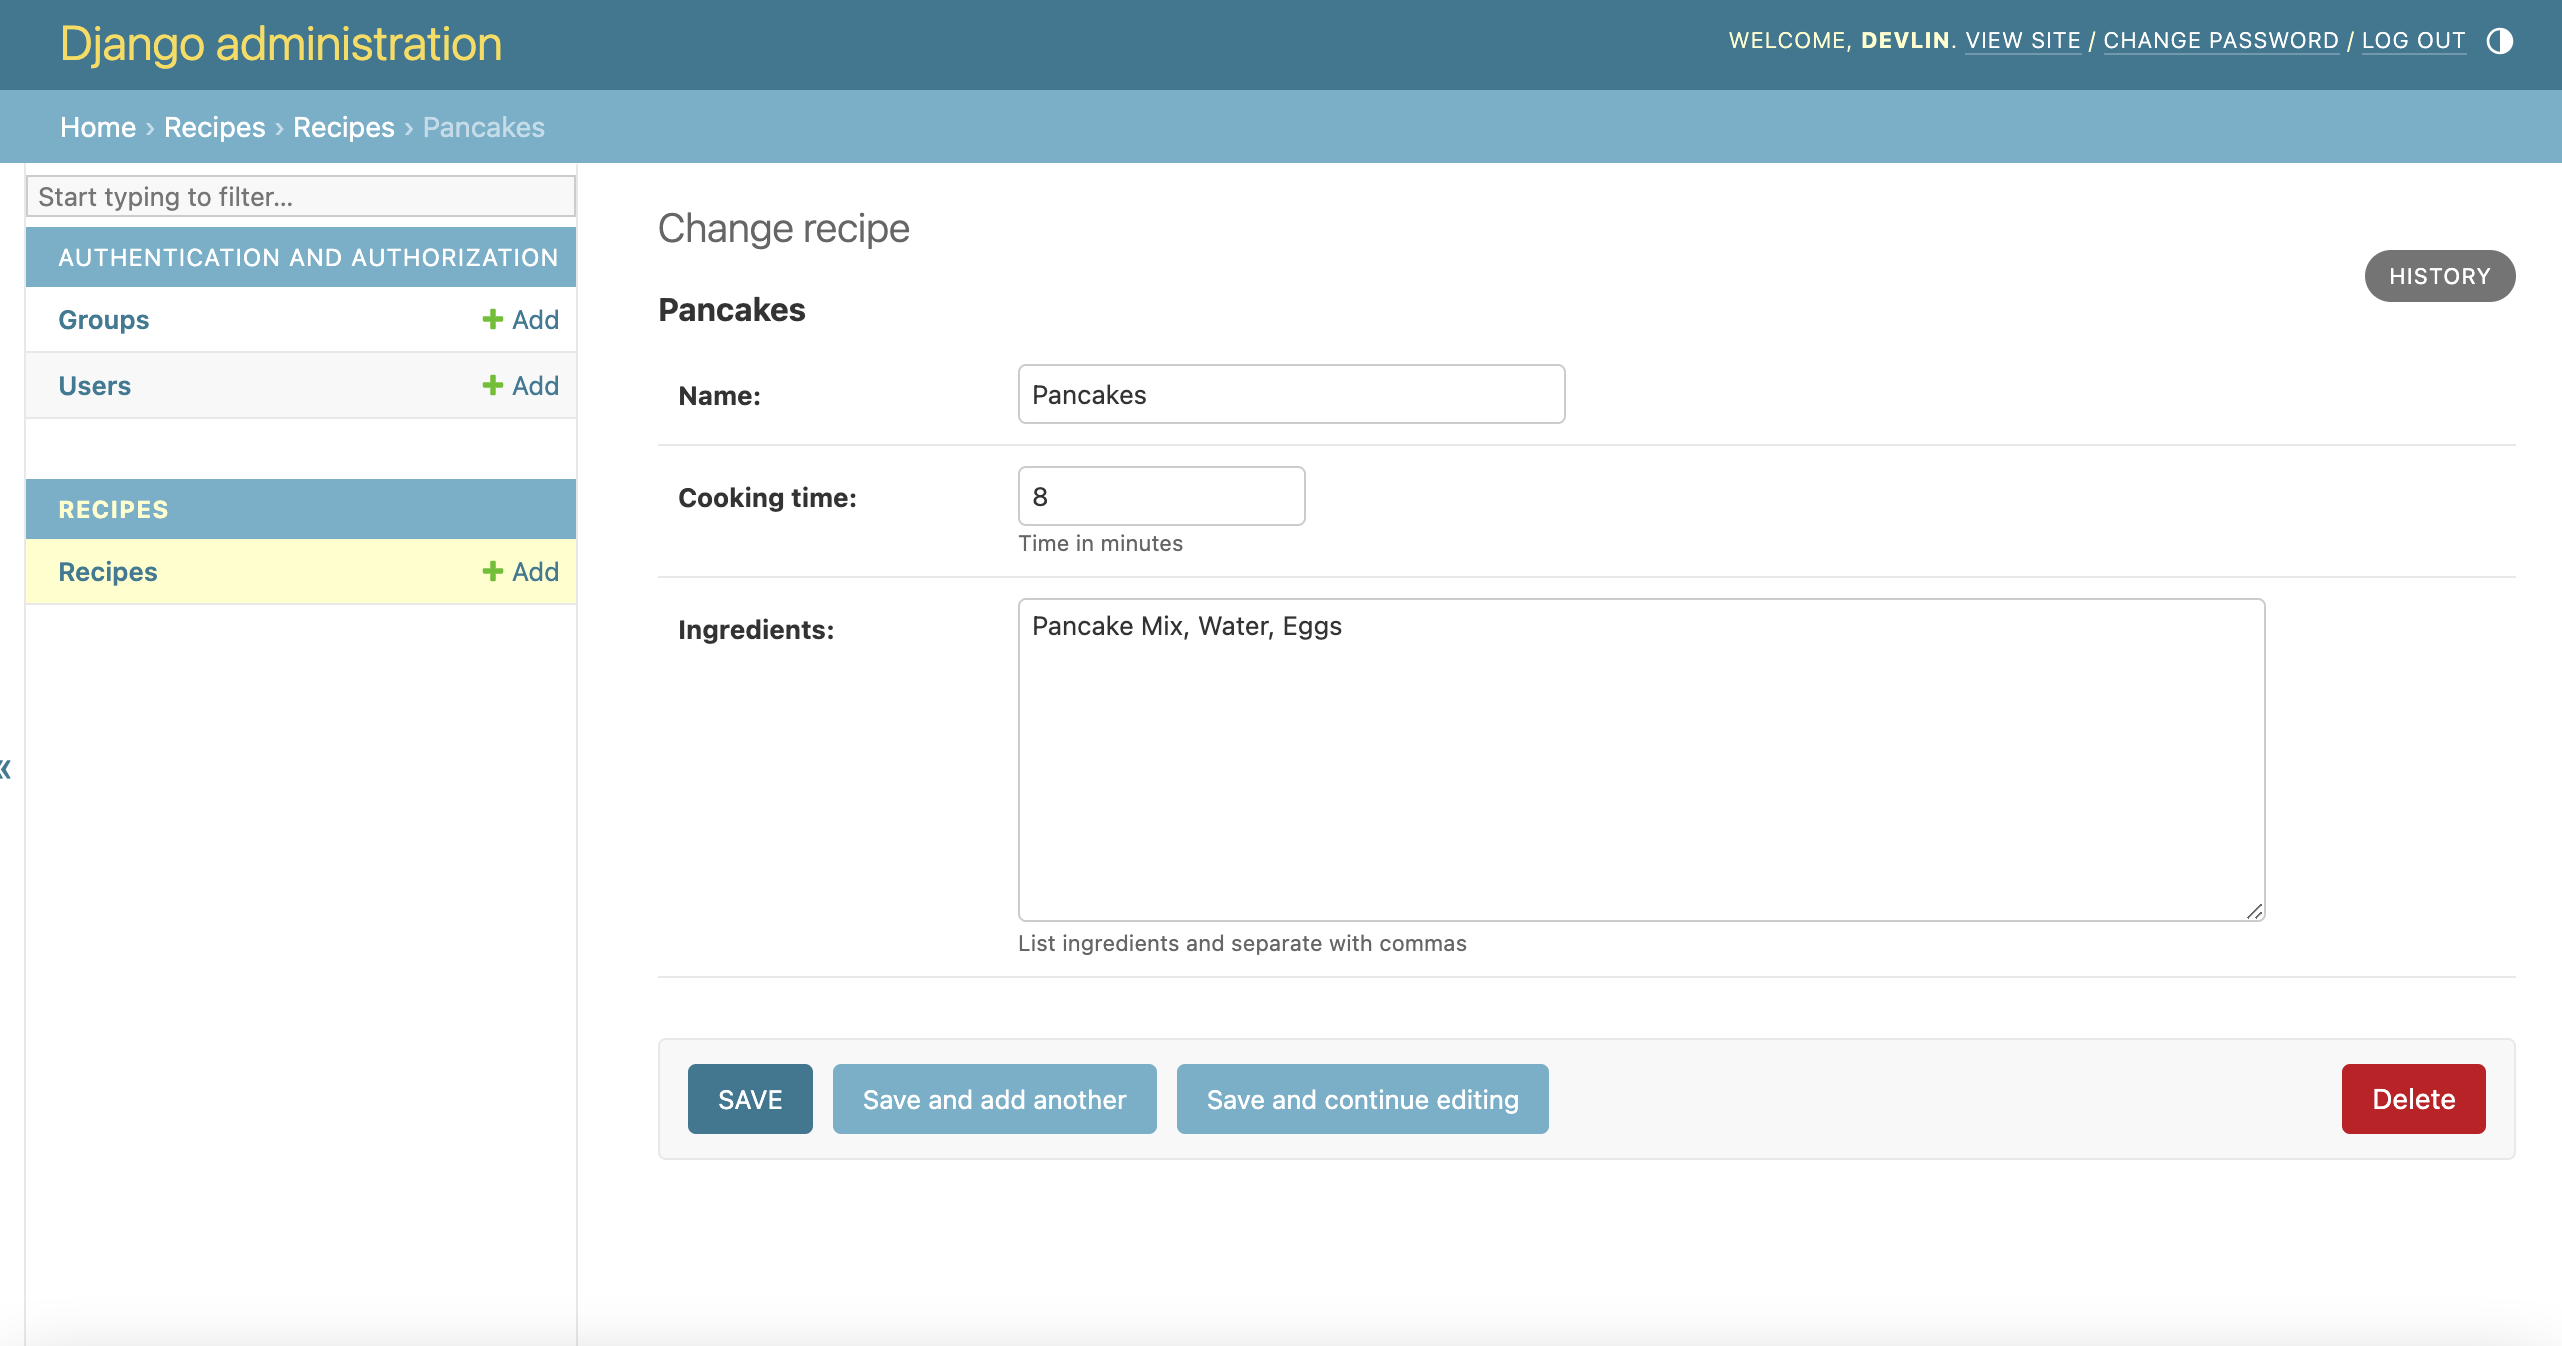 Django administration
WELCOME, DEVLIN. VIEW SITE / CHANGE PASSWORD / LOG OUT
Home › Recipes › Recipes › Pancakes
Start typing to filter...
AUTHENTICATION AND AUTHORIZATION
Groups + Add
Users + Add
RECIPES
Recipes + Add
«
Change recipe
HISTORY
Pancakes
Name: Pancakes
Cooking time: 8
Time in minutes
Ingredients: Pancake Mix, Water, Eggs
List ingredients and separate with commas
SAVE Save and add another Save and continue editing Delete